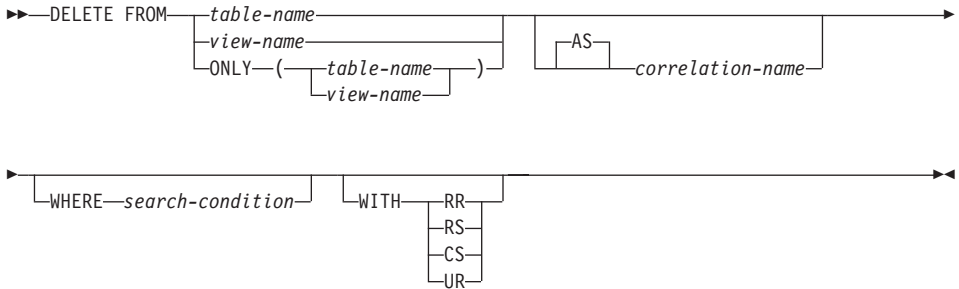 DELETE FROM table-name
view-name
ONLY ( table-name )
view-name
AS
correlation-name
WHERE search-condition
WITH RR
RS
CS
UR